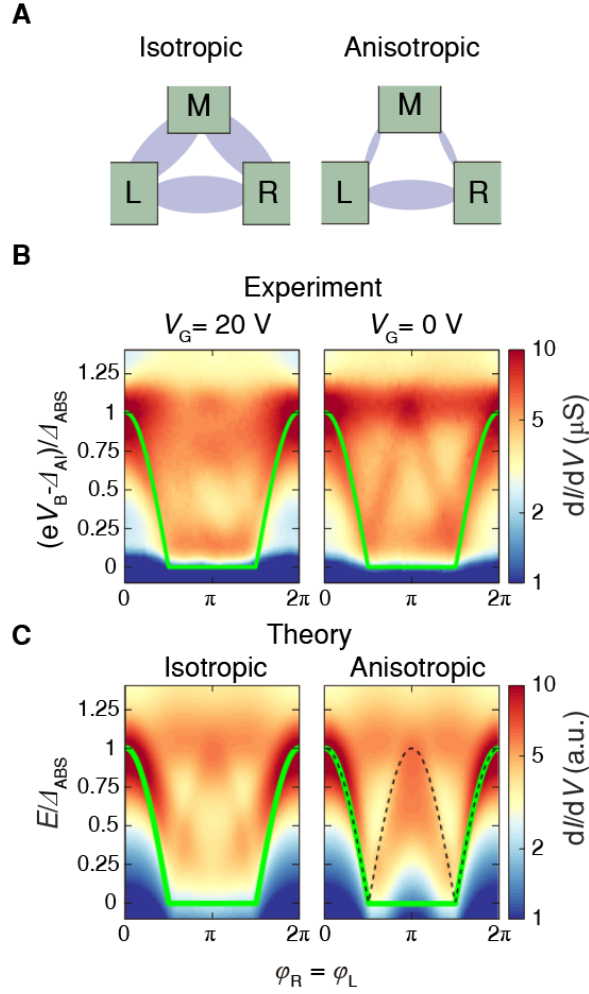 A
Isotropic Anisotropic
M M
L R L R
B
Experiment
V_G= 20 V V_G= 0 V
(eV_B-Δ_Al)/Δ_ABS
1.25
1
0.75
0.5
0.25
0
0 π 2π 0 π 2π
10
5
2
1
dI/dV (μS)
C
Theory
Isotropic Anisotropic
E/Δ_ABS
1.25
1
0.75
0.5
0.25
0
0 π 2π 0 π 2π
10
5
2
1
dI/dV (a.u.)
φ_R = φ_L